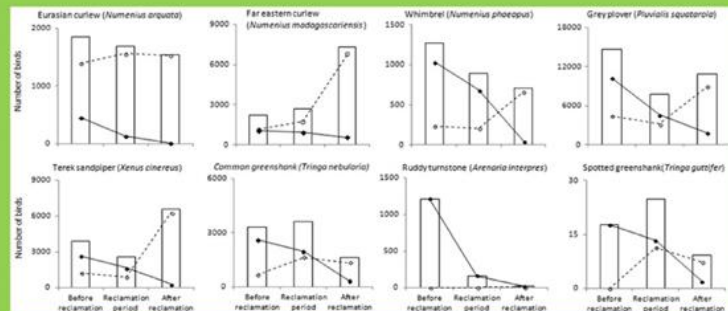 Eurasian curlew (Numenius arquata)
Far eastern curlew
(Numenius madagascariensis)
Whimbrel (Numenius phaeopus)
Grey plover (Pluvialis squatarola)
Number of birds
2000
1000
0
9000
6000
3000
0
1500
1000
500
0
18000
12000
6000
0
Terek sandpiper (Xenus cinereus)
Common greenshank (Tringa nebularia)
Ruddy turnstone (Arenaria interpres)
Spotted greenshank (Tringa guttifer)
Number of birds
9000
6000
3000
0
6000
3000
0
1500
1000
500
0
30
15
0
Before reclamation
Reclamation period
After reclamation
Before reclamation
Reclamation period
After reclamation
Before reclamation
Reclamation period
After reclamation
Before reclamation
Reclamation period
After reclamation